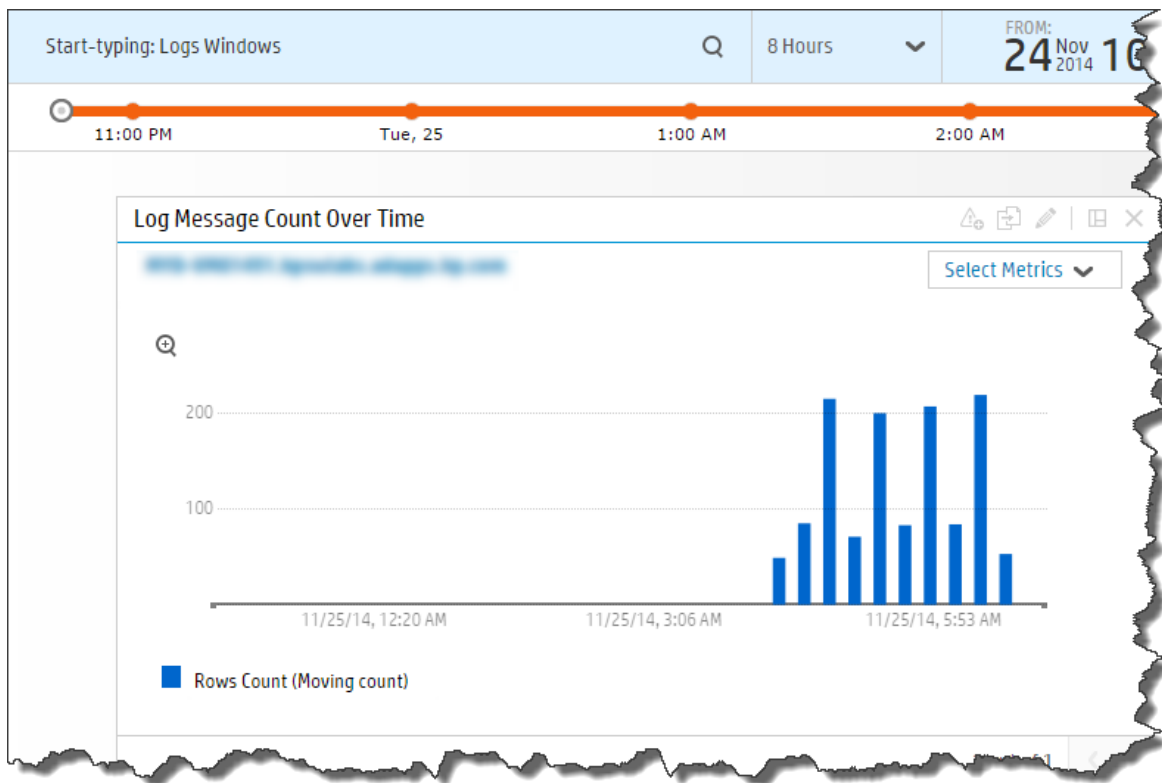 Start-typing: Logs Windows
8 Hours
FROM:
24 Nov 2014 10
11:00 PM
Tue, 25
1:00 AM
2:00 AM
Log Message Count Over Time
Select Metrics
200
100
11/25/14, 12:20 AM
11/25/14, 3:06 AM
11/25/14, 5:53 AM
Rows Count (Moving count)